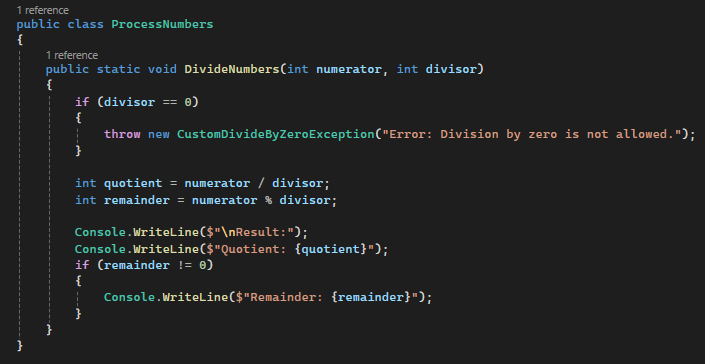 1 reference
public class ProcessNumbers
{
1 reference
public static void DivideNumbers(int numerator, int divisor)
{
if (divisor == 0)
{
throw new CustomDivideByZeroException("Error: Division by zero is not allowed.");
}
int quotient = numerator / divisor;
int remainder = numerator % divisor;
Console.WriteLine($"\nResult:");
Console.WriteLine($"Quotient: {quotient}");
if (remainder != 0)
{
Console.WriteLine($"Remainder: {remainder}");
}
}
}